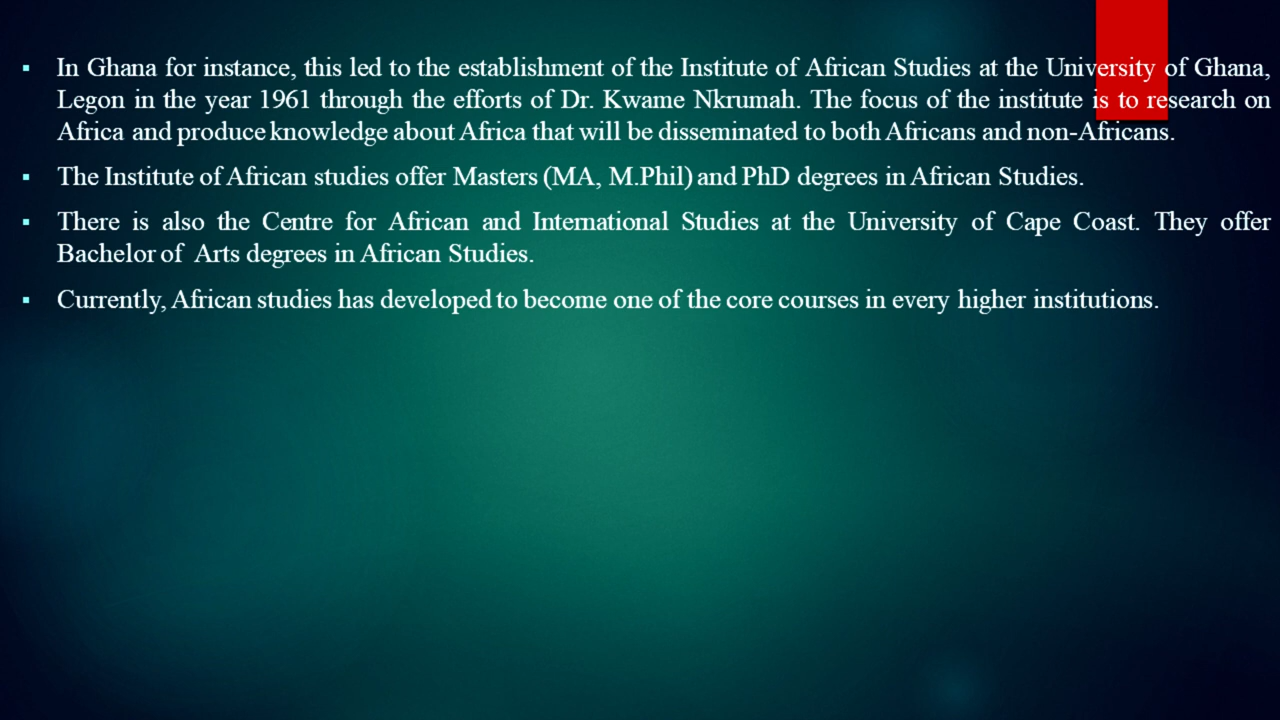 ▪ In Ghana for instance, this led to the establishment of the Institute of African Studies at the University of Ghana,
Legon in the year 1961 through the efforts of Dr. Kwame Nkrumah. The focus of the institute is to research on
Africa and produce knowledge about Africa that will be disseminated to both Africans and non-Africans.
▪ The Institute of African studies offer Masters (MA, M.Phil) and PhD degrees in African Studies.
▪ There is also the Centre for African and International Studies at the University of Cape Coast. They offer
Bachelor of Arts degrees in African Studies.
▪ Currently, African studies has developed to become one of the core courses in every higher institutions.